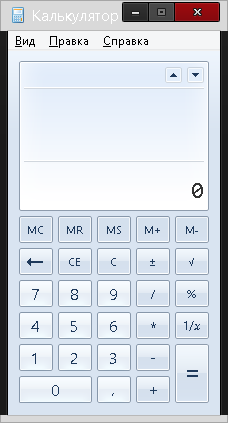 Калькулятор
Вид Правка Справка
0
MC MR MS M+ M-
← CE C ± √
7 8 9 / %
4 5 6 * 1/x
1 2 3 - =
0 , +